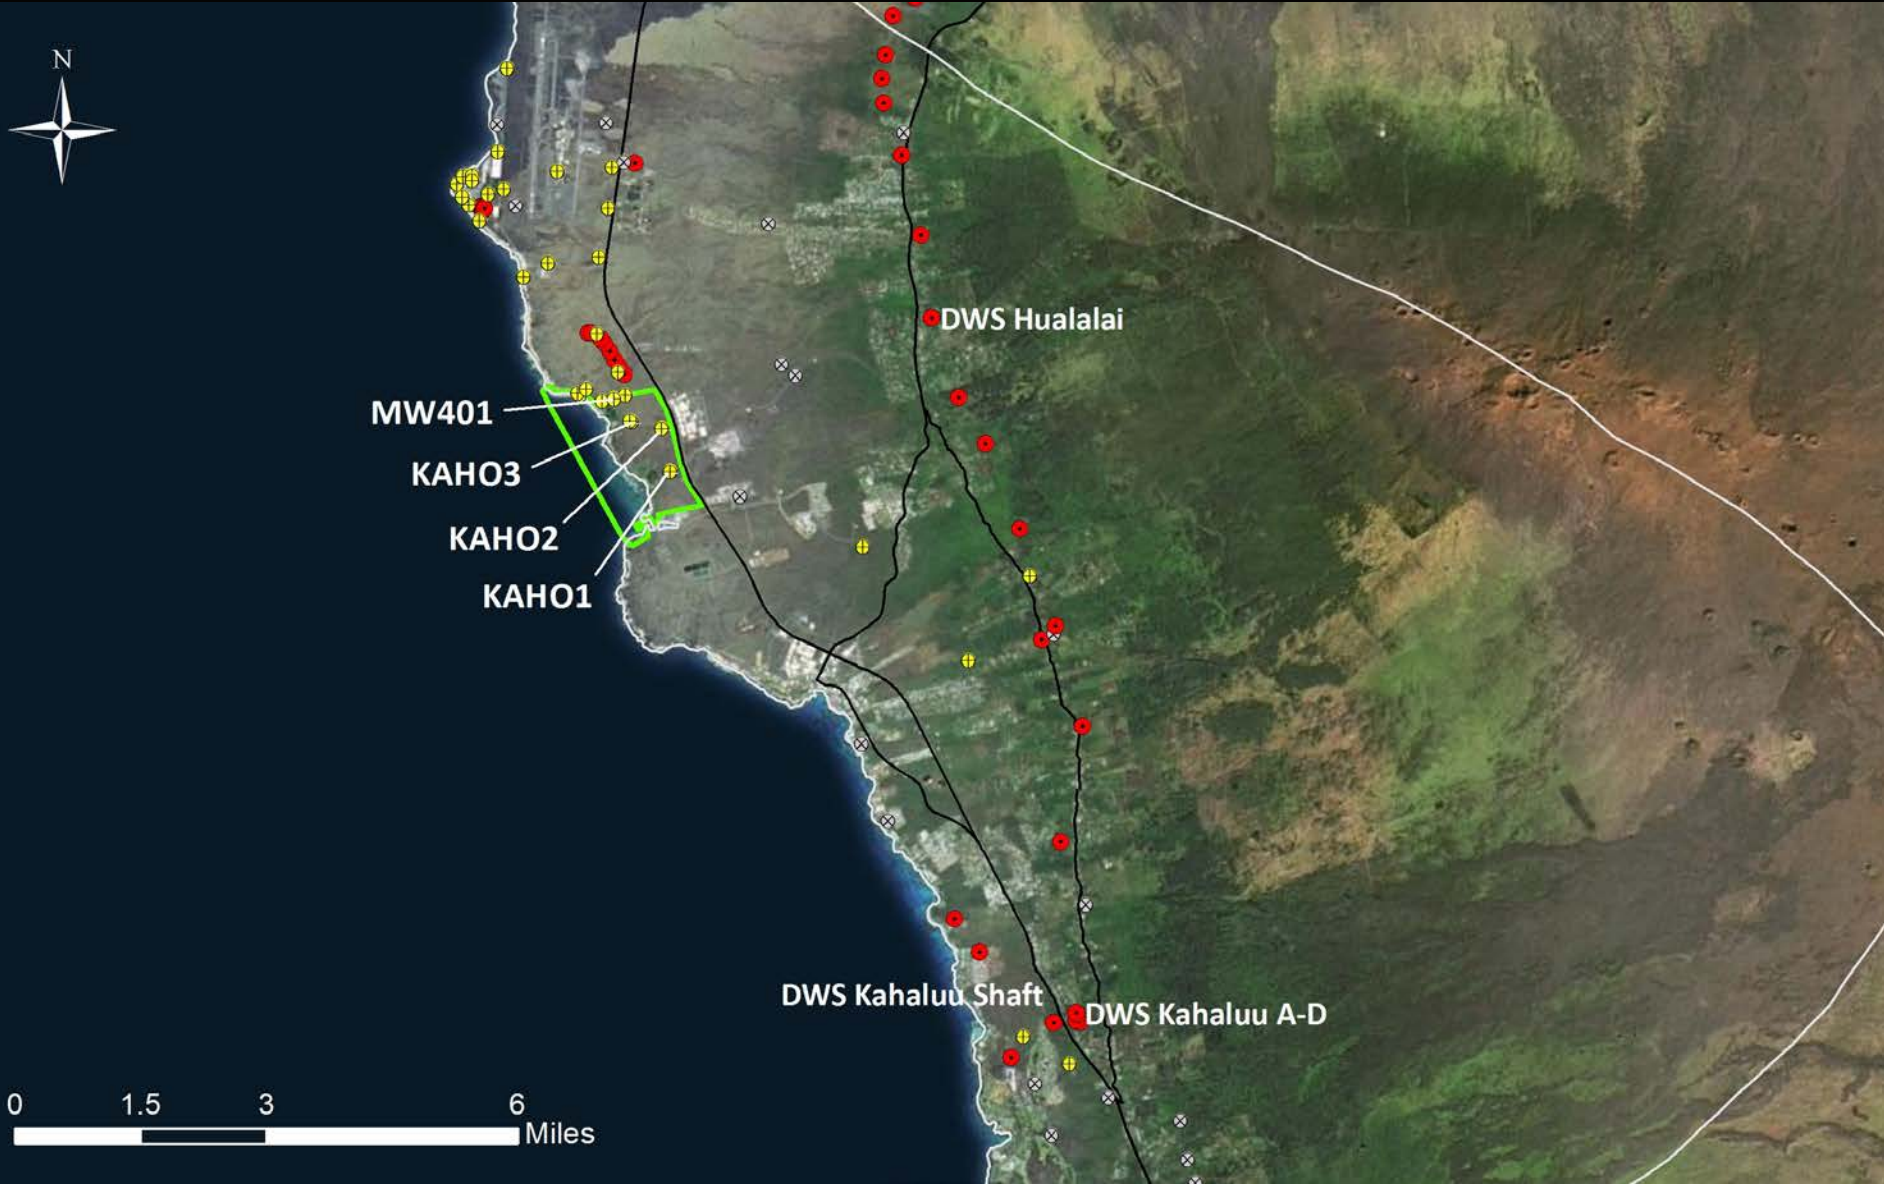 N
DWS Hualalai
MW401
KAHO3
KAHO2
KAHO1
DWS Kahaluu Shaft
DWS Kahaluu A-D
0 1.5 3 6
Miles